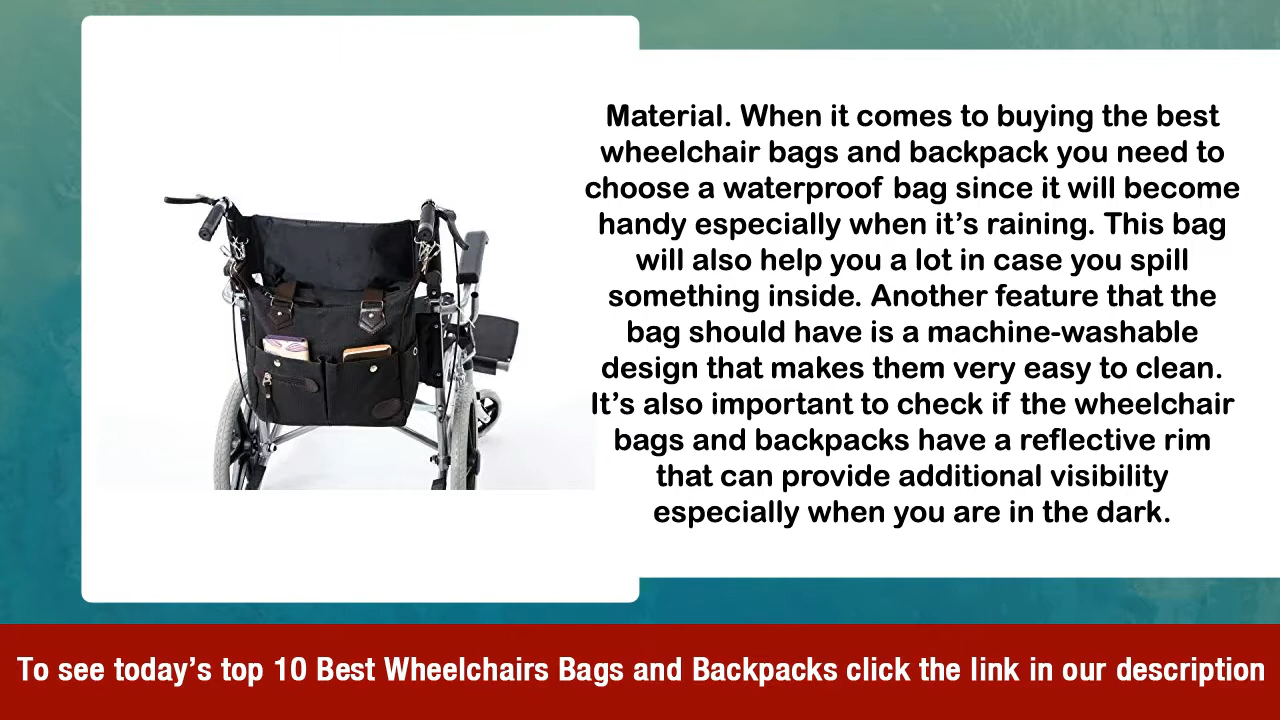 Material. When it comes to buying the best
wheelchair bags and backpack you need to
choose a waterproof bag since it will become
handy especially when it’s raining. This bag
will also help you a lot in case you spill
something inside. Another feature that the
bag should have is a machine-washable
design that makes them very easy to clean.
It’s also important to check if the wheelchair
bags and backpacks have a reflective rim
that can provide additional visibility
especially when you are in the dark.
To see today’s top 10 Best Wheelchairs Bags and Backpacks click the link in our description